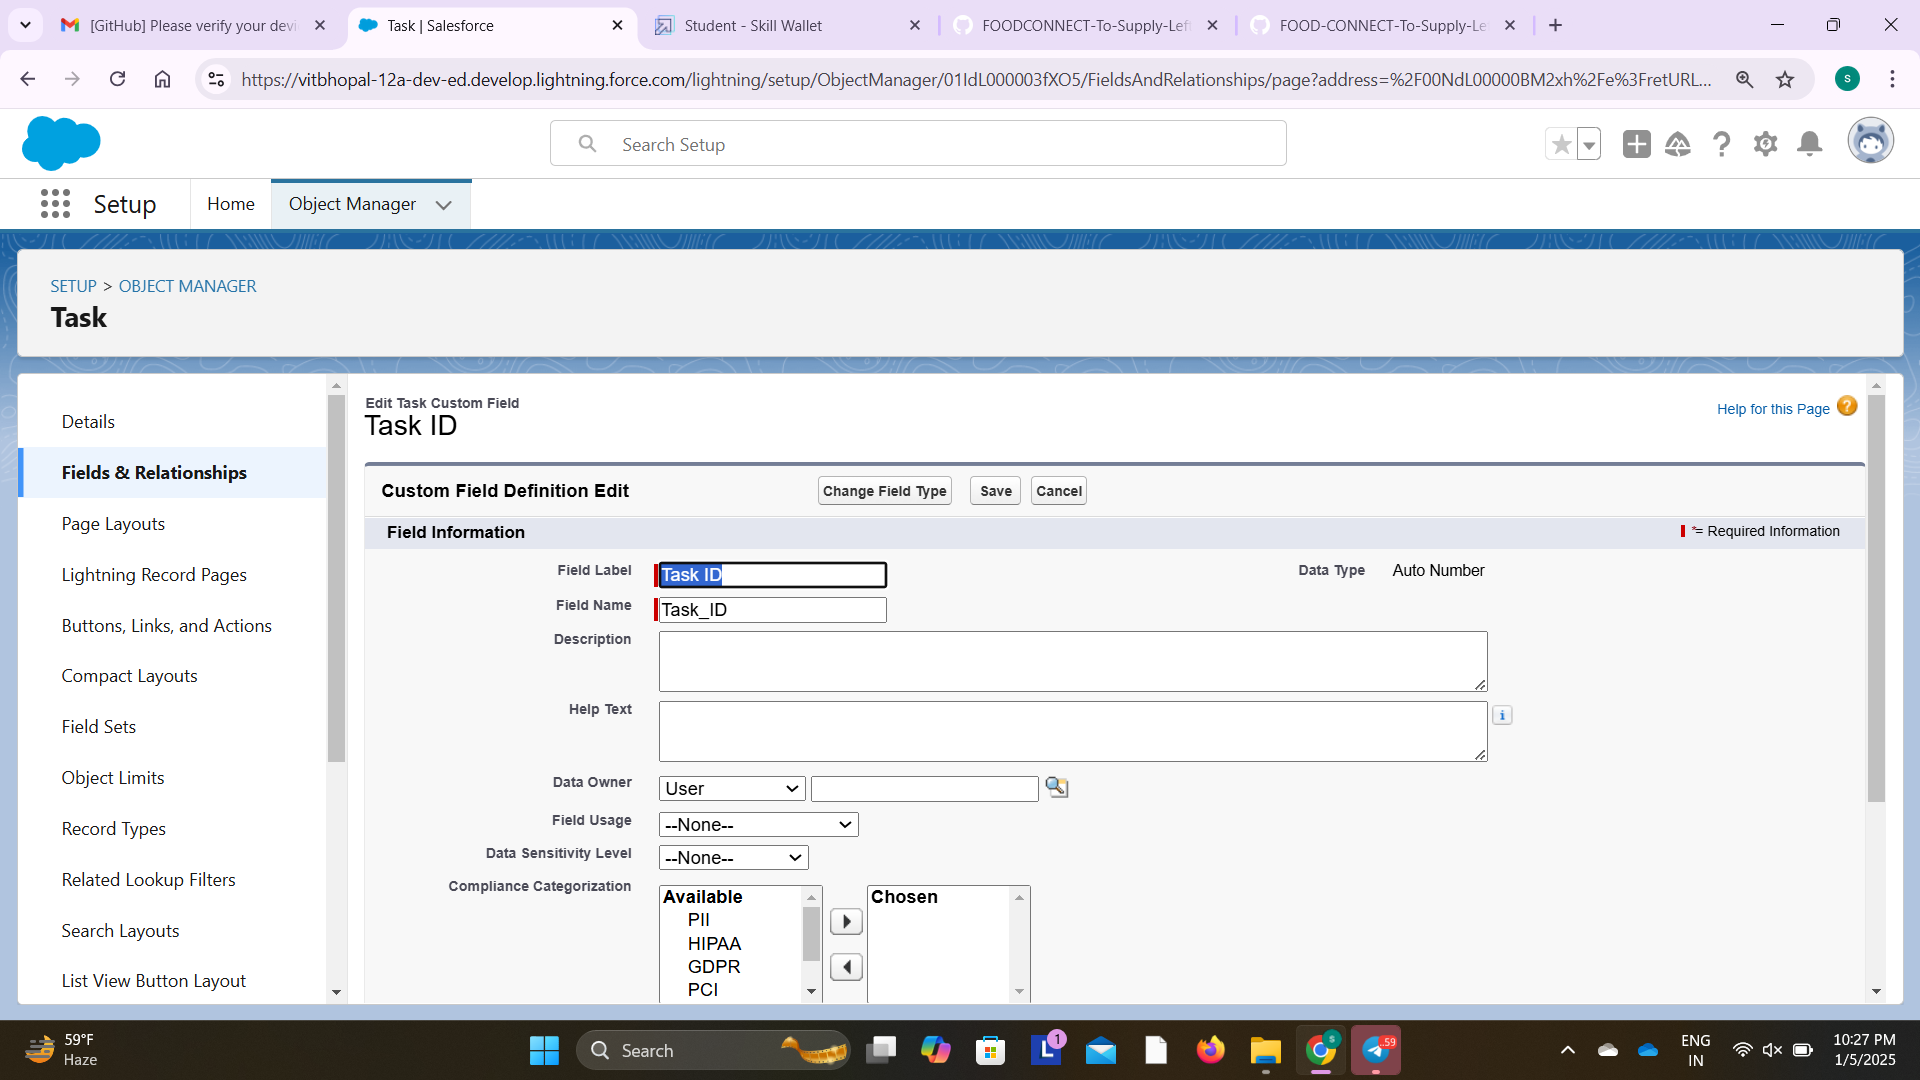 [GitHub] Please verify your devi
Task | Salesforce
Student - Skill Wallet
FOODCONNECT-To-Supply-Left
FOOD-CONNECT-To-Supply-Le
https://vitbhopal-12a-dev-ed.develop.lightning.force.com/lightning/setup/ObjectManager/01IdL000003fXO5/FieldsAndRelationships/page?address=%2F00NdL00000BM2xh%2Fe%3FretURL...
S
Search Setup
Setup
Home
Object Manager
SETUP > OBJECT MANAGER
Task
Details
Fields & Relationships
Page Layouts
Lightning Record Pages
Buttons, Links, and Actions
Compact Layouts
Field Sets
Object Limits
Record Types
Related Lookup Filters
Search Layouts
List View Button Layout
Edit Task Custom Field
Task ID
Help for this Page
Custom Field Definition Edit
Change Field Type
Save
Cancel
Field Information
*= Required Information
Field Label
Task ID
Data Type
Auto Number
Field Name
Task_ID
Description
Help Text
Data Owner
User
Field Usage
--None--
Data Sensitivity Level
--None--
Compliance Categorization
Available
PII
HIPAA
GDPR
PCI
Chosen
59°F
Haze
Search
L
1
S
..59
ENG
IN
10:27 PM
1/5/2025